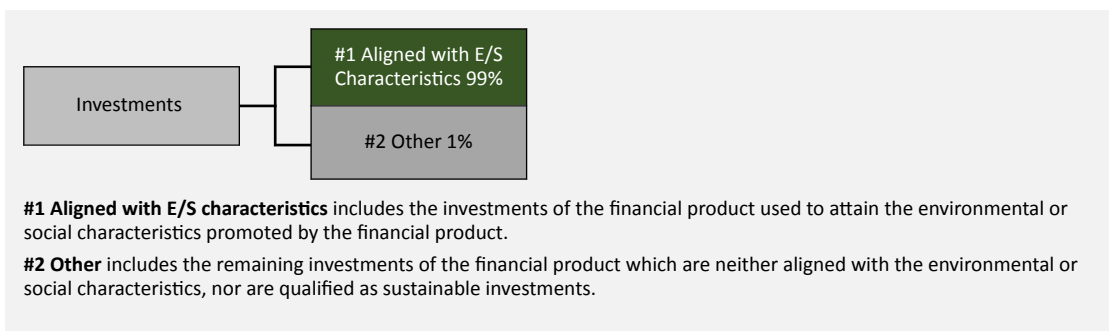 #1 Aligned with E/S
Characteristics 99%
Investments
#2 Other 1%
#1 Aligned with E/S characteristics includes the investments of the financial product used to attain the environmental or
social characteristics promoted by the financial product.
#2 Other includes the remaining investments of the financial product which are neither aligned with the environmental or
social characteristics, nor are qualified as sustainable investments.